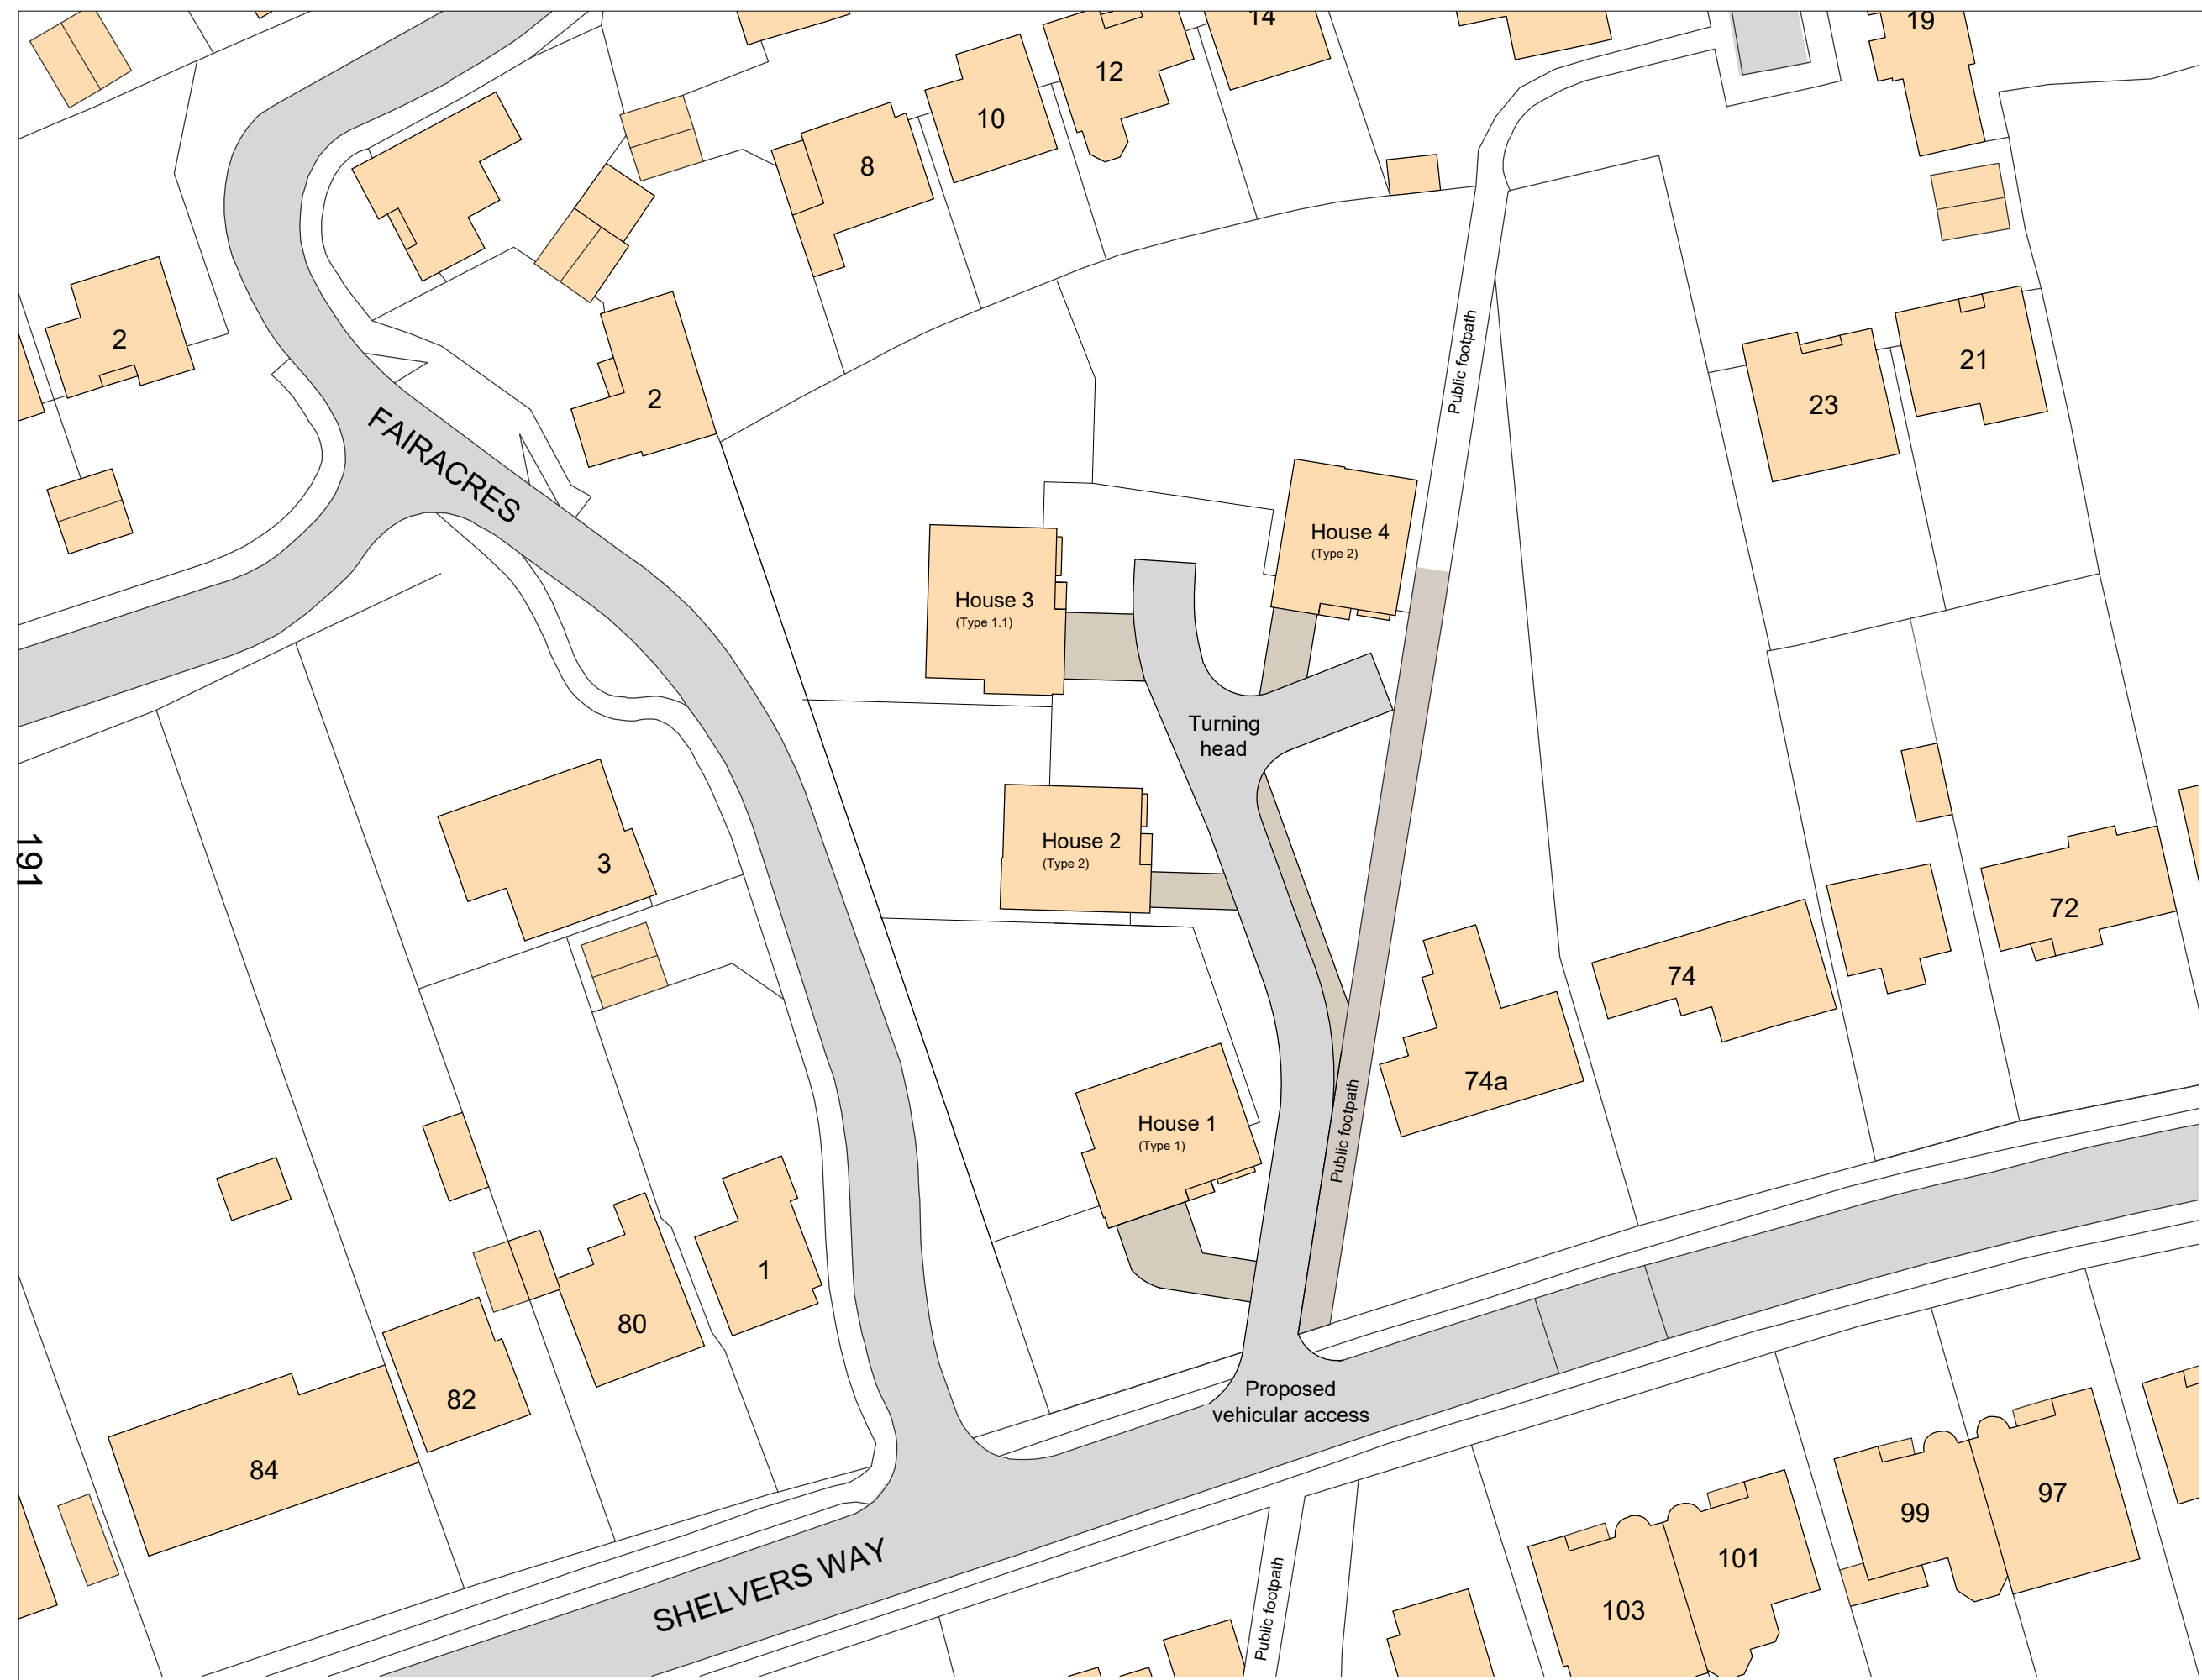 14
19
12
10
8
2
2
FAIRACRES
Public footpath
21
23
House 4
(Type 2)
House 3
(Type 1.1)
Turning
head
House 2
(Type 2)
3
191
72
74
74a
House 1
(Type 1)
Public footpath
1
80
82
84
Proposed
vehicular access
SHELVERS WAY
Public footpath
97
99
101
103